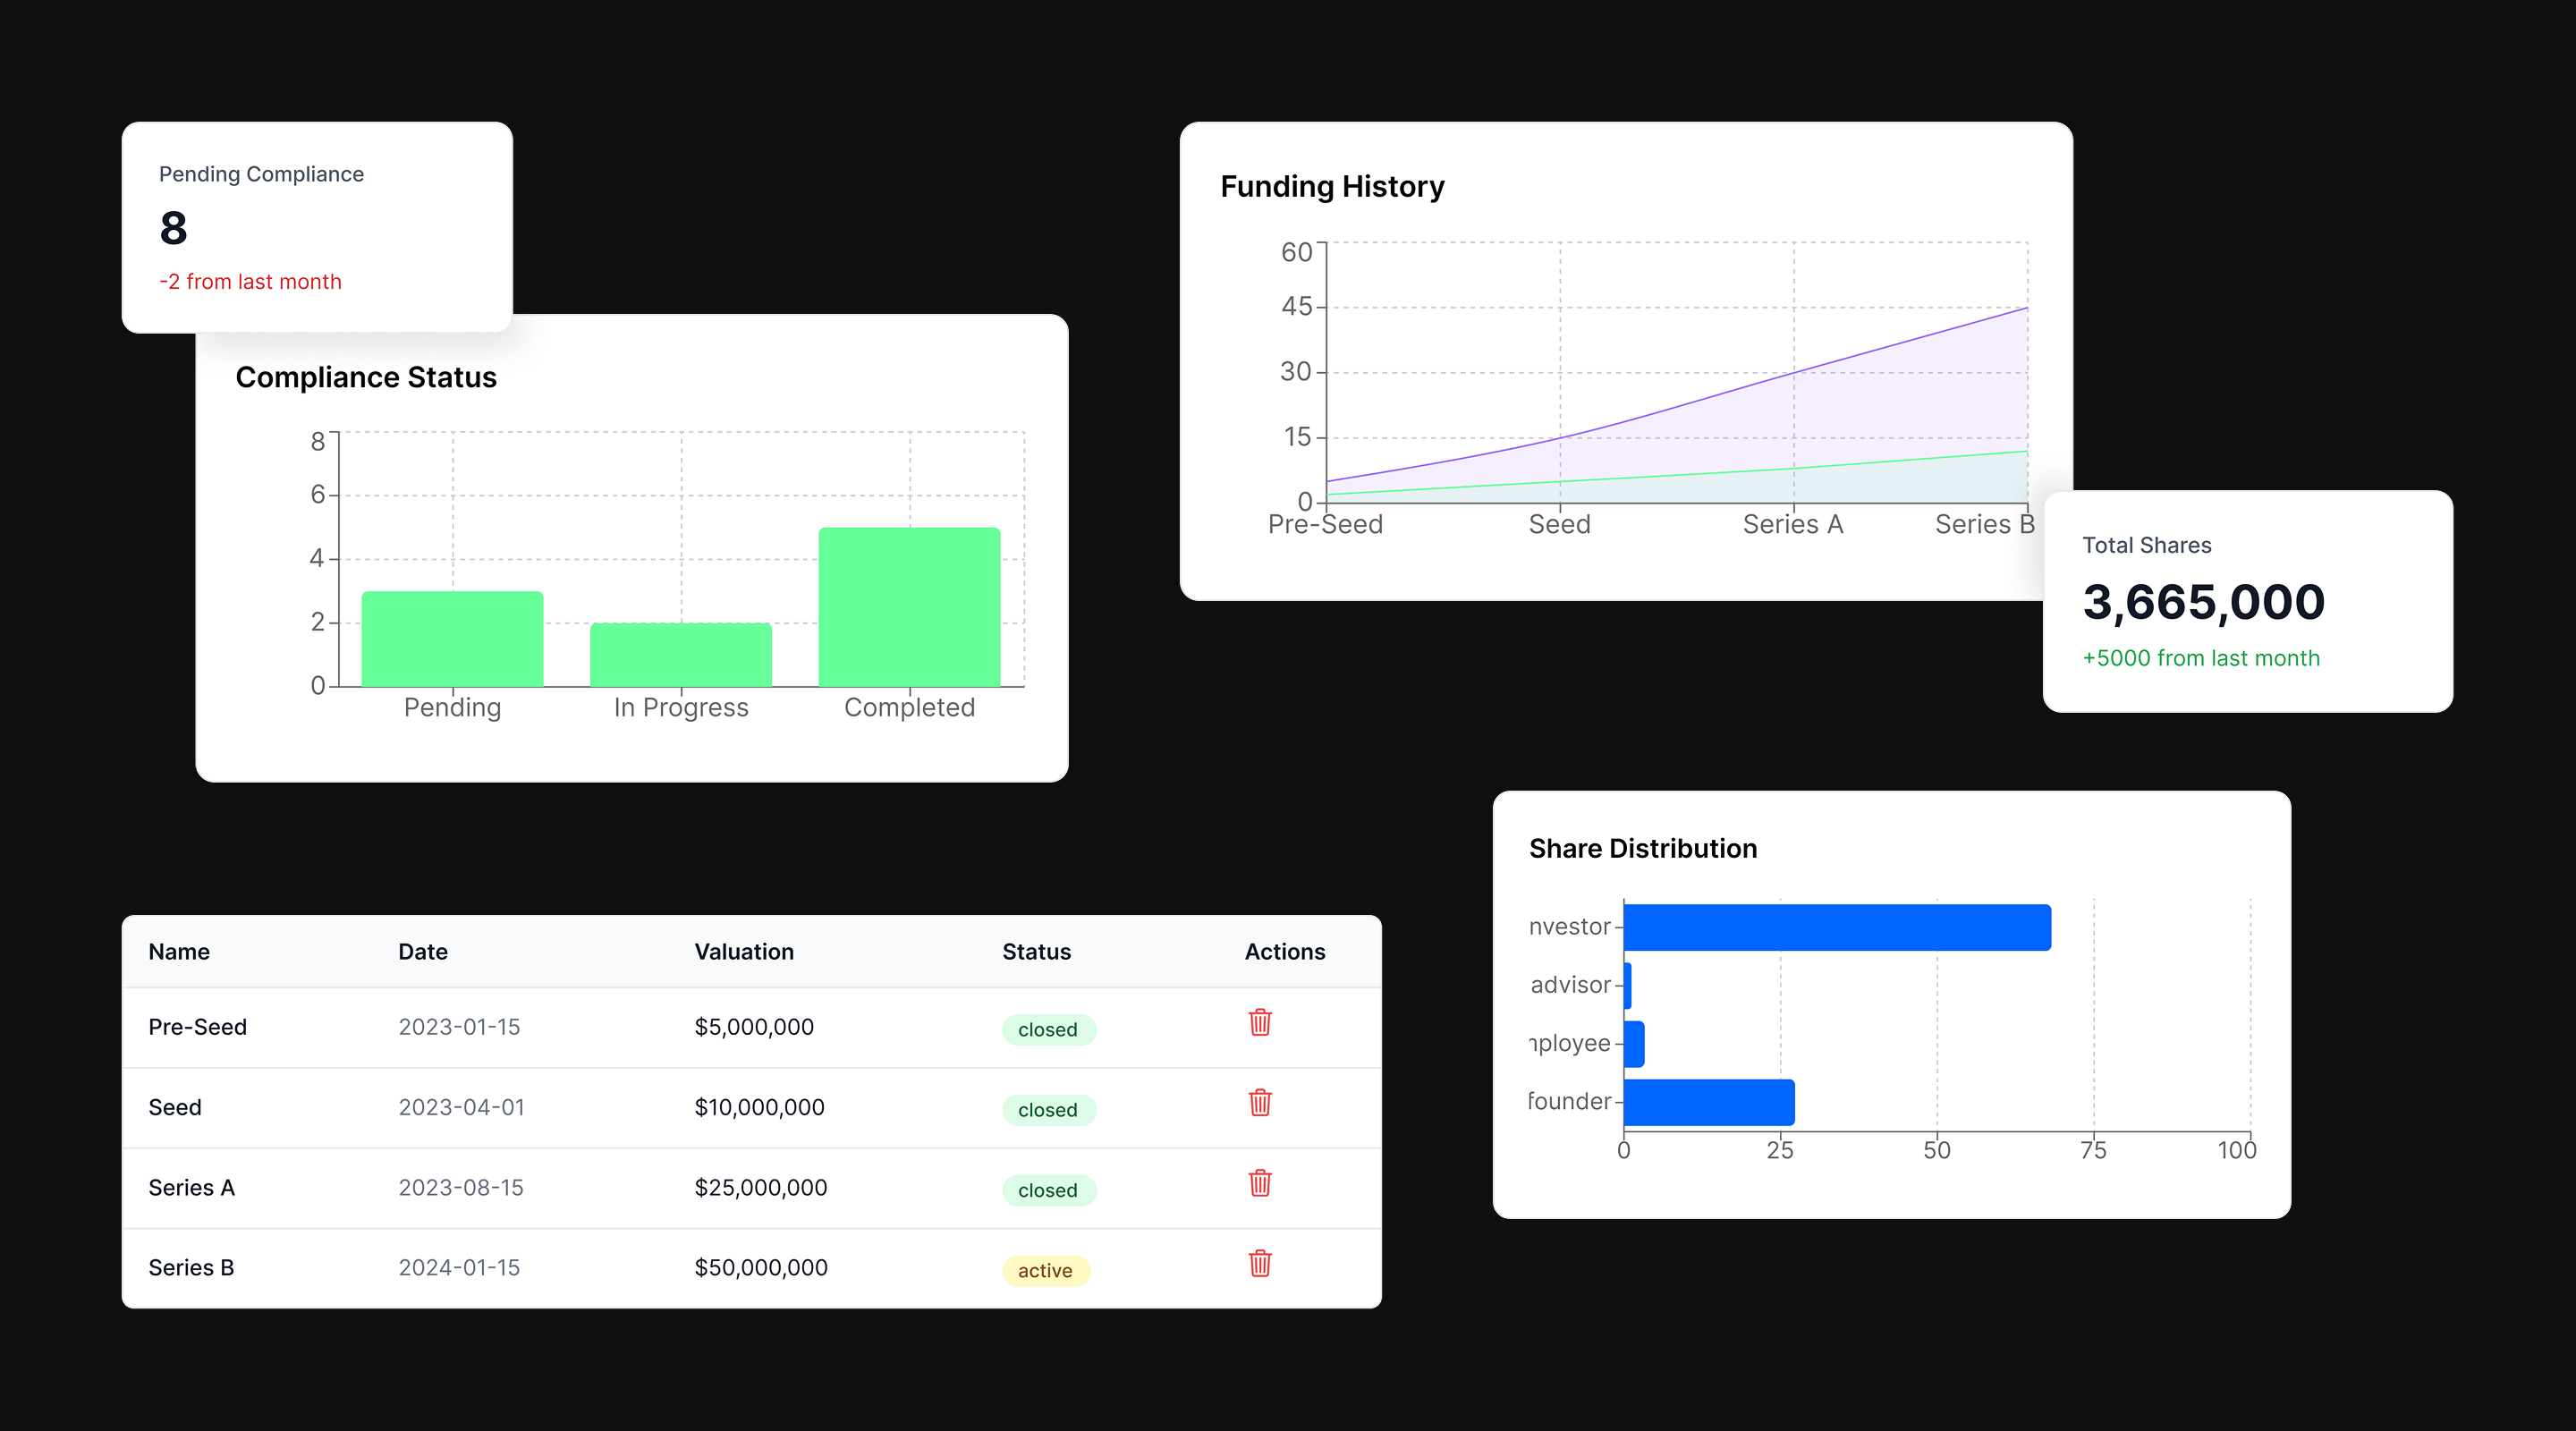 Pending Compliance
8
-2 from last month
Compliance Status
8
6
4
2
0
Pending In Progress Completed
Funding History
60
45
30
15
0
Pre-Seed Seed Series A Series B
Total Shares
3,665,000
+5000 from last month
Name Date Valuation Status Actions
Pre-Seed 2023-01-15 $5,000,000 closed
Seed 2023-04-01 $10,000,000 closed
Series A 2023-08-15 $25,000,000 closed
Series B 2024-01-15 $50,000,000 active
Share Distribution
nvestor
advisor
nployee
founder
0 25 50 75 100